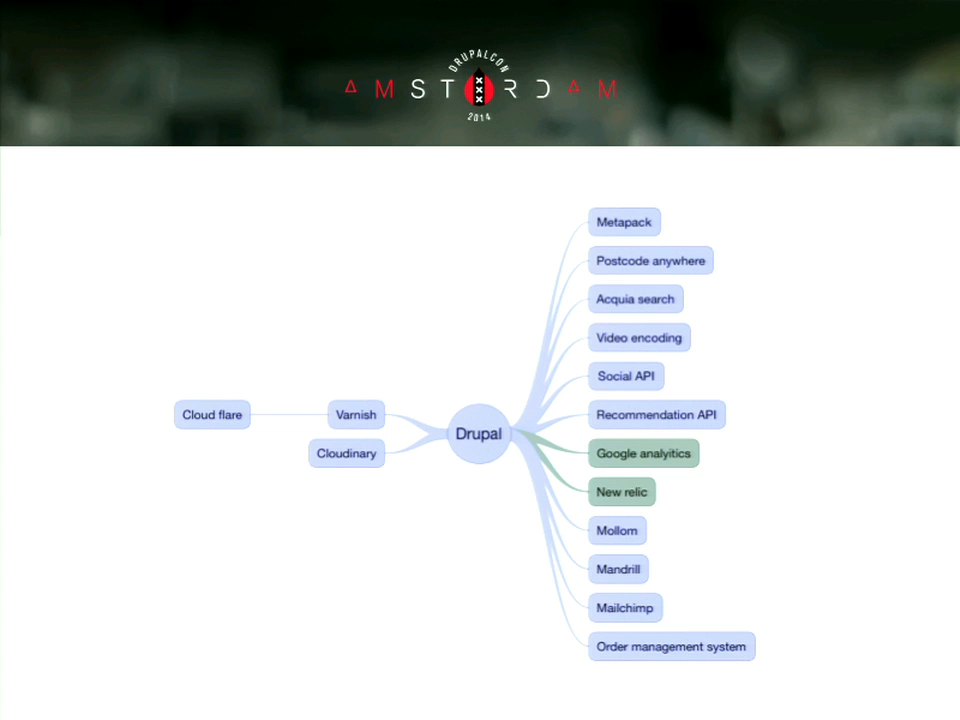 DRUPALCON
AMSTERDAM
2014
Metapack
Postcode anywhere
Acquia search
Video encoding
Social API
Cloud flare
Varnish
Recommendation API
Drupal
Cloudinary
Google analyitics
New relic
Mollom
Mandrill
Mailchimp
Order management system